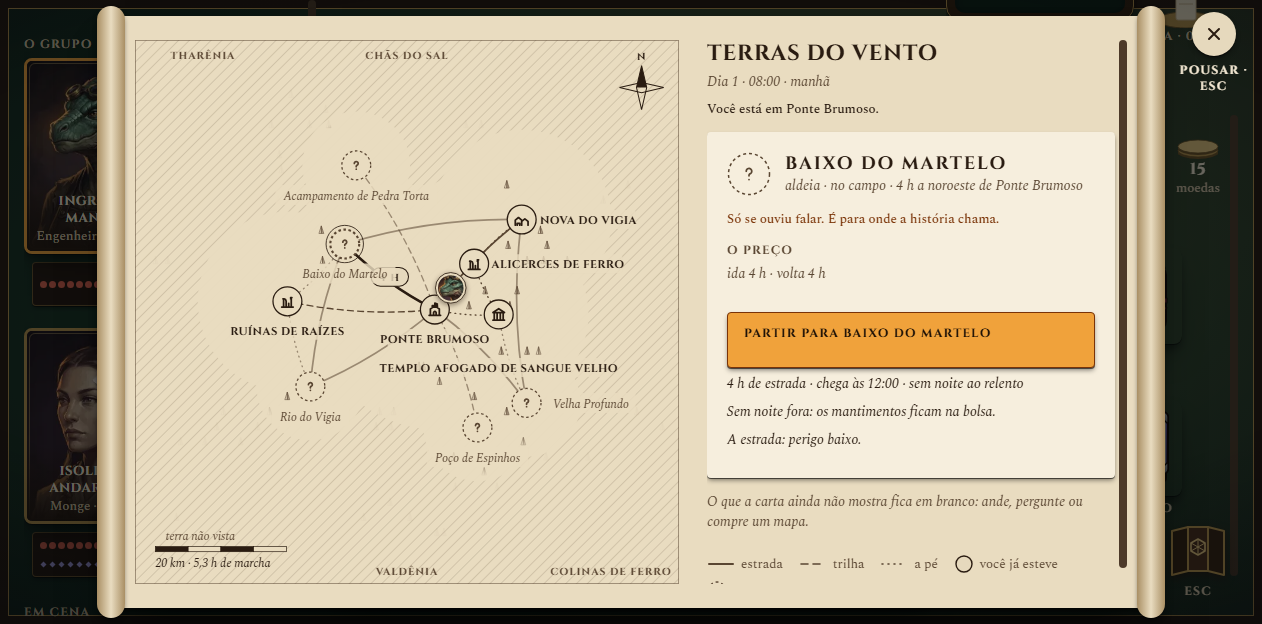 O GRUPO
Engenheir
ISOL
ANDAR
Monge ·
EM CENA
THARÊNIA
CHÃS DO SAL
N
?
Acampamento de Pedra Torta
NOVA DO VIGIA
?
Baixo do Martelo
H
ALICERCES DE FERRO
RUÍNAS DE RAÍZES
PONTE BRUMOSO
TEMPLO AFOGADO DE SANGUE VELHO
?
Rio do Vigia
?
Velha Profundo
?
Poço de Espinhos
terra não vista
20 km · 5,3 h de marcha
VALDÊNIA
COLINAS DE FERRO
TERRAS DO VENTO
Dia 1 · 08:00 · manhã
Você está em Ponte Brumoso.
?
BAIXO DO MARTELO
aldeia · no campo · 4 h a noroeste de Ponte Brumoso
Só se ouviu falar. É para onde a história chama.
O PREÇO
ida 4 h · volta 4 h
PARTIR PARA BAIXO DO MARTELO
4 h de estrada · chega às 12:00 · sem noite ao relento
Sem noite fora: os mantimentos ficam na bolsa.
A estrada: perigo baixo.
O que a carta ainda não mostra fica em branco: ande, pergunte ou
compre um mapa.
estrada trilha a pé você já esteve
POUSAR ·
ESC
15
moedas
ESC